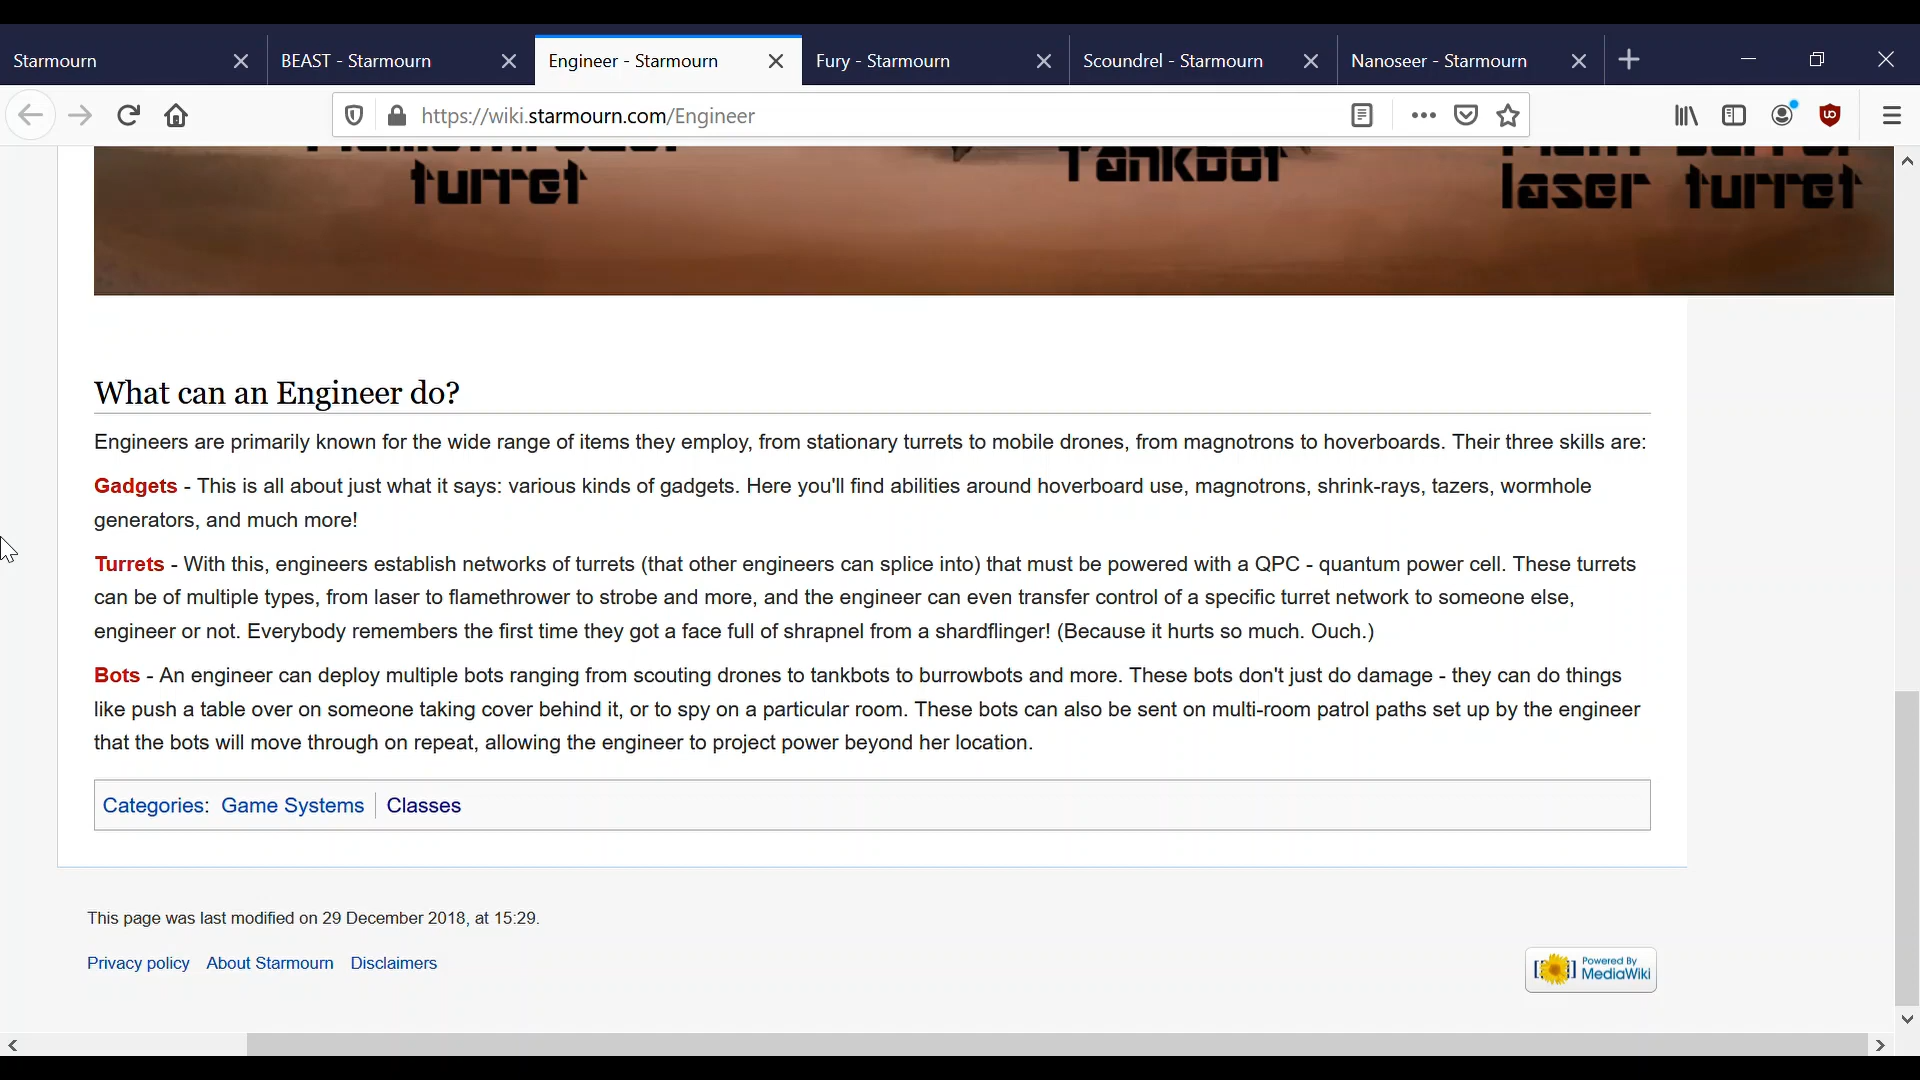 Starmourn BEAST - Starmourn Engineer - Starmourn Fury - Starmourn Scoundrel - Starmourn Nanoseer - Starmourn
https://wiki.starmourn.com/Engineer
turret Tankbot laser turret
What can an Engineer do?
Engineers are primarily known for the wide range of items they employ, from stationary turrets to mobile drones, from magnotrons to hoverboards. Their three skills are:
Gadgets - This is all about just what it says: various kinds of gadgets. Here you'll find abilities around hoverboard use, magnotrons, shrink-rays, tazers, wormhole
generators, and much more!
Turrets - With this, engineers establish networks of turrets (that other engineers can splice into) that must be powered with a QPC - quantum power cell. These turrets
can be of multiple types, from laser to flamethrower to strobe and more, and the engineer can even transfer control of a specific turret network to someone else,
engineer or not. Everybody remembers the first time they got a face full of shrapnel from a shardflinger! (Because it hurts so much. Ouch.)
Bots - An engineer can deploy multiple bots ranging from scouting drones to tankbots to burrowbots and more. These bots don't just do damage - they can do things
like push a table over on someone taking cover behind it, or to spy on a particular room. These bots can also be sent on multi-room patrol paths set up by the engineer
that the bots will move through on repeat, allowing the engineer to project power beyond her location.
Categories: Game Systems Classes
This page was last modified on 29 December 2018, at 15:29.
Privacy policy About Starmourn Disclaimers
Powered By
MediaWiki